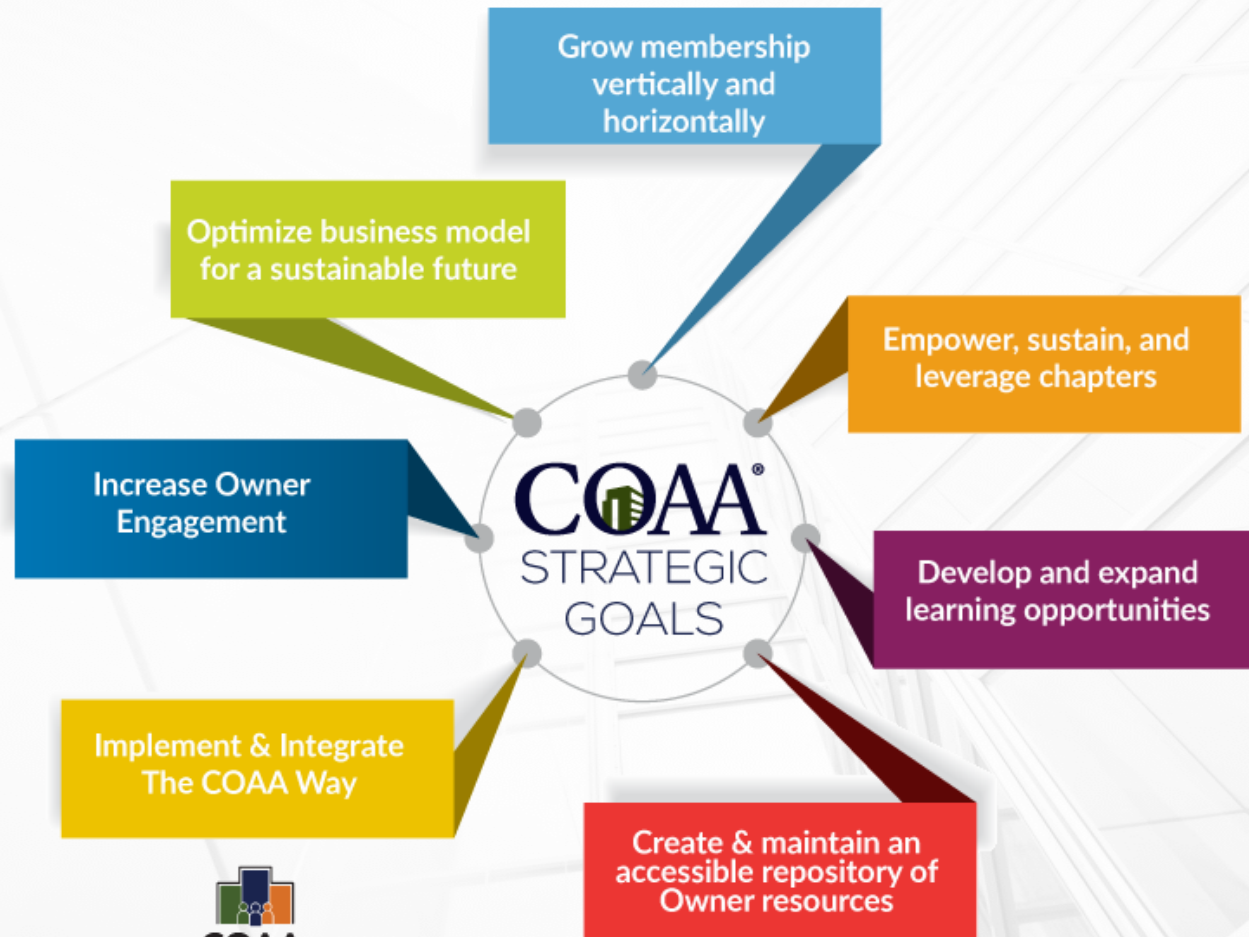 Grow membership
vertically and
horizontally
Optimize business model
for a sustainable future
Empower, sustain, and
leverage chapters
Increase Owner
Engagement
COAA®
STRATEGIC
GOALS
Develop and expand
learning opportunities
Implement & Integrate
The COAA Way
Create & maintain an
accessible repository of
Owner resources
COAA